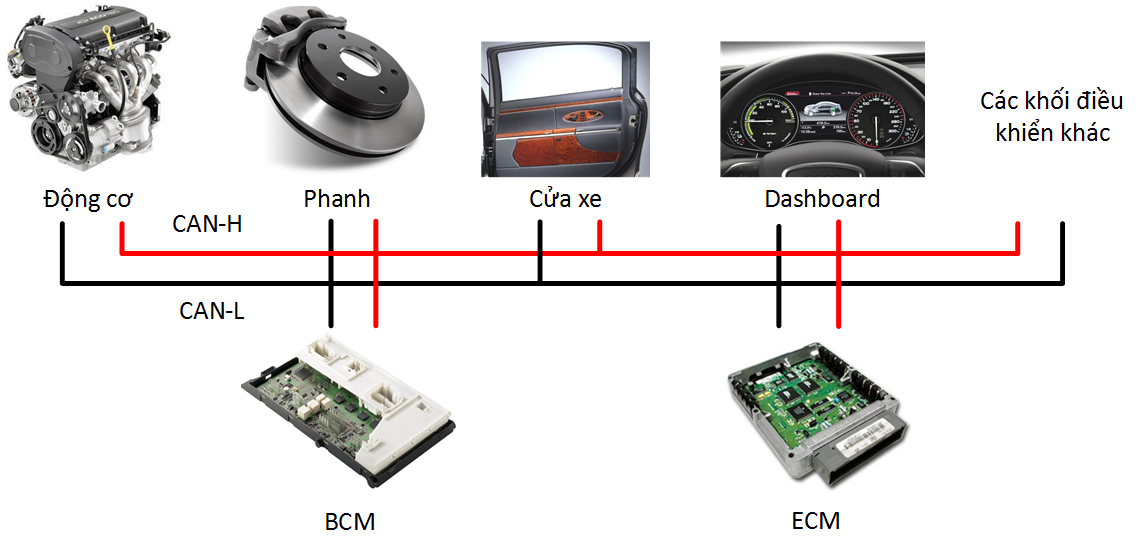 Các khối điều
khiển khác
Động cơ
Phanh
Cửa xe
Dashboard
CAN-H
CAN-L
BCM
ECM